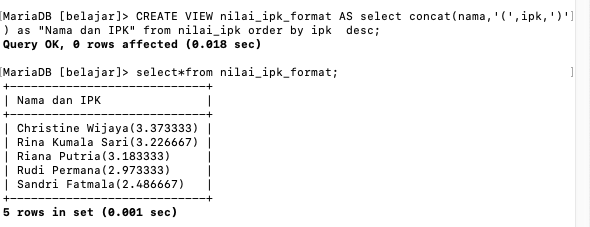 [MariaDB [belajar]> CREATE VIEW nilai_ipk_format AS select concat(nama,'(',ipk,')']
) as "Nama dan IPK" from nilai_ipk order by ipk  desc;
Query OK, 0 rows affected (0.018 sec)
[MariaDB [belajar]> select*from nilai_ipk_format;                              ]
+---------------------------+
| Nama dan IPK              |
+---------------------------+
| Christine Wijaya(3.373333) |
| Rina Kumala Sari(3.226667) |
| Riana Putria(3.183333)     |
| Rudi Permana(2.973333)     |
| Sandri Fatmala(2.486667)   |
+---------------------------+
5 rows in set (0.001 sec)